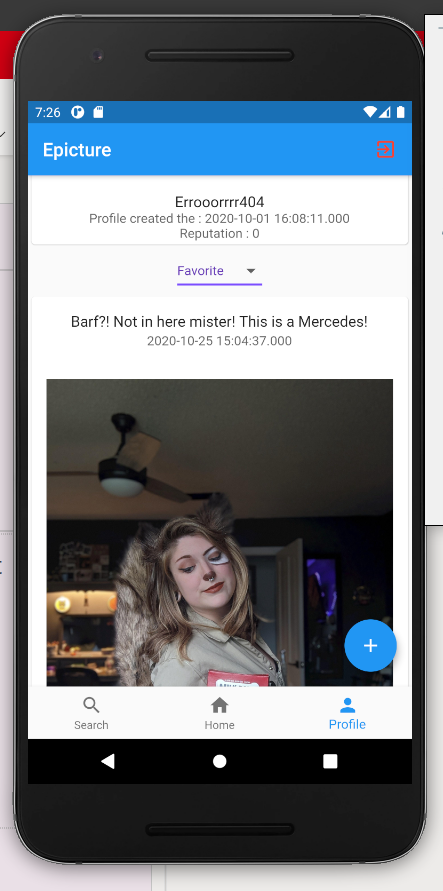 7:26
Epicture
Errooorrrr404
Profile created the : 2020-10-01 16:08:11.000
Reputation : 0
Favorite
Barf?! Not in here mister! This is a Mercedes!
2020-10-25 15:04:37.000
Search
Home
Profile